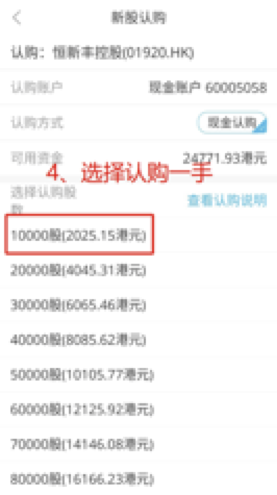 新股认购
认购：恒新丰控股(01920.HK)
认购账户 现金账户 60005058
认购方式 现金认购
可用资金 24771.93港元
4、选择认购一手
选择认购股数 查看认购说明
10000股(2025.15港元)
20000股(4045.31港元)
30000股(6065.46港元)
40000股(8085.62港元)
50000股(10105.77港元)
60000股(12125.92港元)
70000股(14146.08港元)
80000股(16166.23港元)